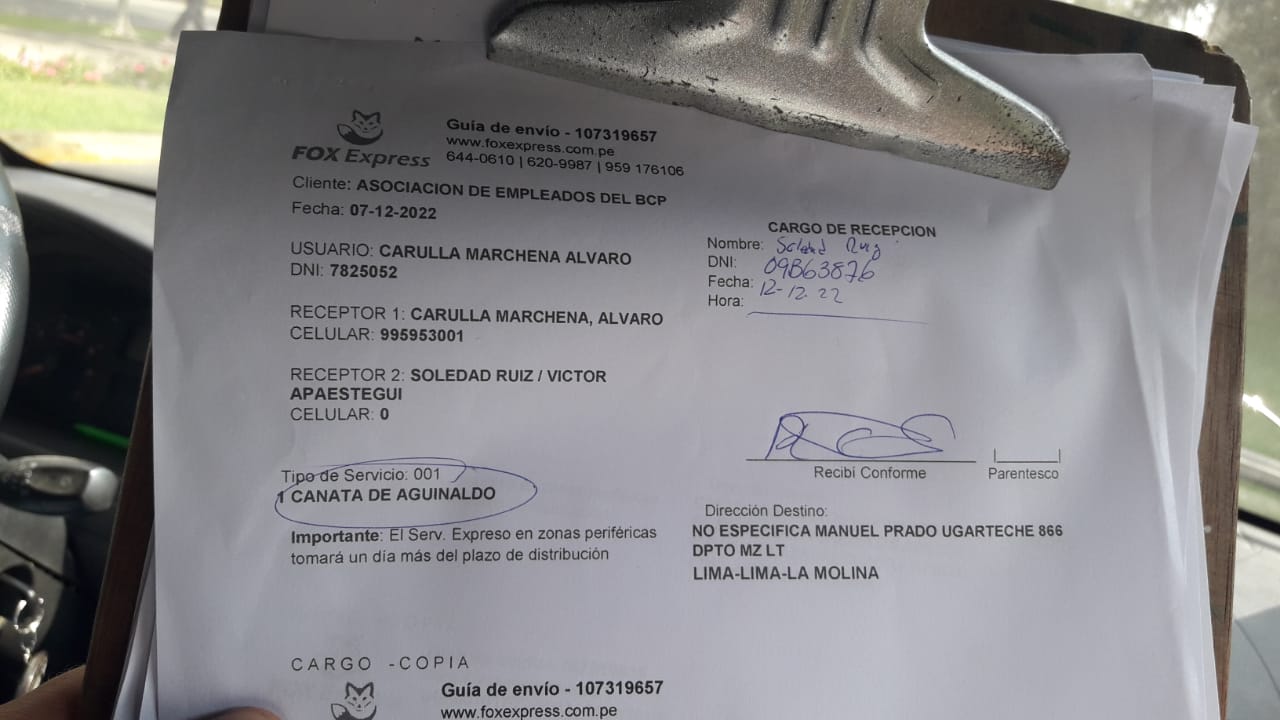 FOX Express
Guía de envío - 107319657
www.foxexpress.com.pe
644-0610 | 620-9987 | 959 176106
Cliente: ASOCIACION DE EMPLEADOS DEL BCP
Fecha: 07-12-2022
USUARIO: CARULLA MARCHENA ALVARO
DNI: 7825052
RECEPTOR 1: CARULLA MARCHENA, ALVARO
CELULAR: 995953001
RECEPTOR 2: SOLEDAD RUIZ / VICTOR
APAESTEGUI
CELULAR: 0
Tipo de Servicio: 001
1 CANATA DE AGUINALDO
Importante: El Serv. Expreso en zonas periféricas
tomará un día más del plazo de distribución
CARGO DE RECEPCION
Nombre: Soledad Ruiz
DNI: 09863876
Fecha: 12-12-22
Hora:
Recibí Conforme
Parentesco
Dirección Destino:
NO ESPECIFICA MANUEL PRADO UGARTECHE 866
DPTO MZ LT
LIMA-LIMA-LA MOLINA
CARGO -COPIA
Guía de envío - 107319657
www.foxexpress.com.pe